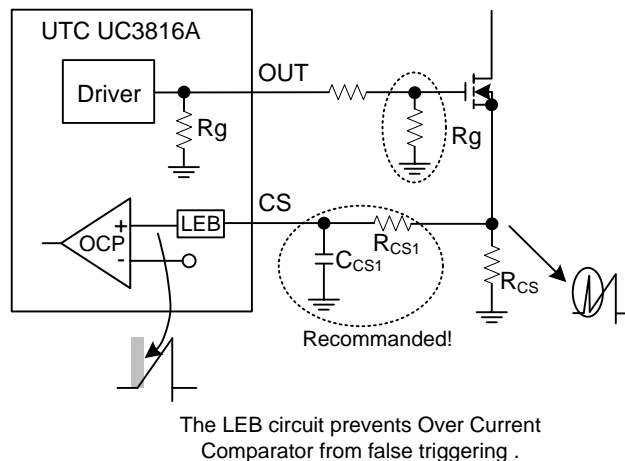 UTC UC3816A
OUT
Driver
Rg
Rg
CS
LEB
+
OCP
-
RCS1
CCS1
RCS
Recommanded!
The LEB circuit prevents Over Current
Comparator from false triggering .